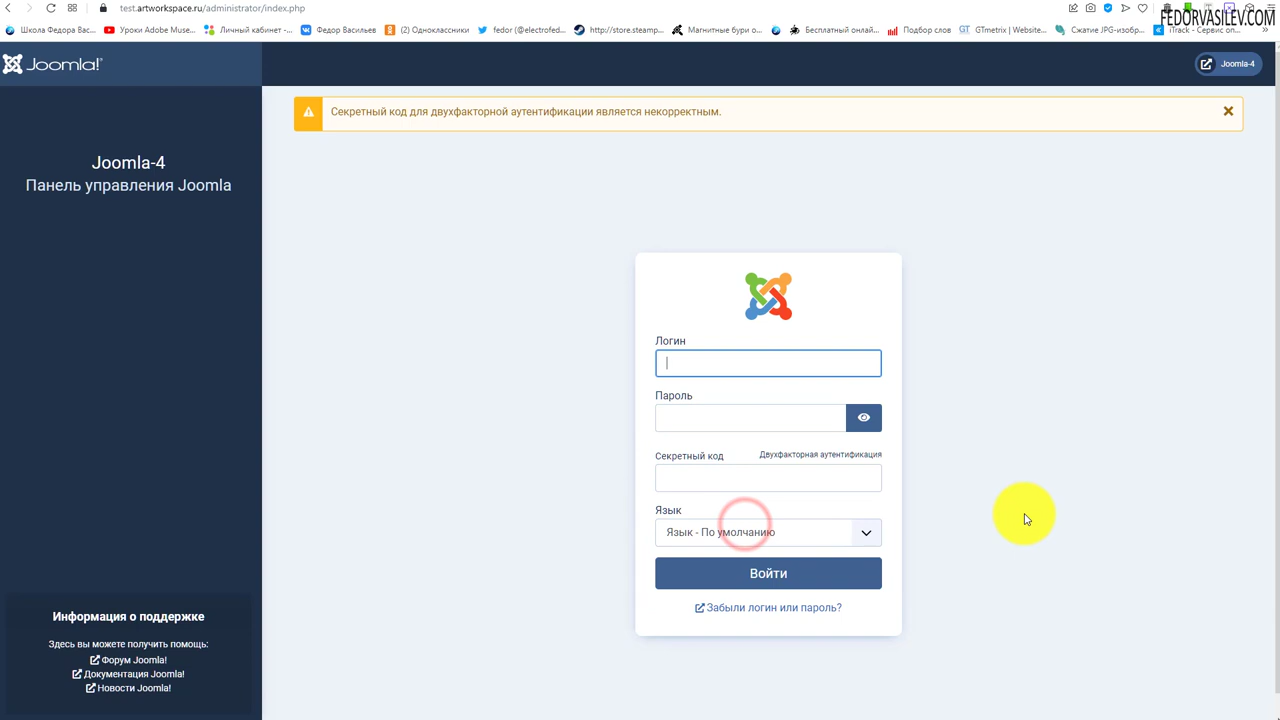 test.artworkspace.ru/administrator/index.php
FEDORVASILEV.COM
Школа Федора Вас...
Уроки Adobe Muse...
Личный кабинет -...
Федор Васильев
(2) Одноклассники
fedor (@electrofed...
http://store.steamp...
Магнитные бури о...
Бесплатный онлай...
Подбор слов
GTmetrix | Website...
Сжатие JPG-изобр...
iTrack - Сервис оп...
Joomla!
Joomla-4
Секретный код для двухфакторной аутентификации является некорректным.
Joomla-4
Панель управления Joomla
Логин
Пароль
Секретный код
Двухфакторная аутентификация
Язык
Язык - По умолчанию
Войти
Забыли логин или пароль?
Информация о поддержке
Здесь вы можете получить помощь:
Форум Joomla!
Документация Joomla!
Новости Joomla!